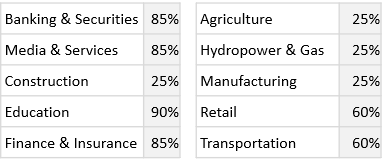 Banking & Securities 85% Agriculture 25%
Media & Services 85% Hydropower & Gas 25%
Construction 25% Manufacturing 25%
Education 90% Retail 60%
Finance & Insurance 85% Transportation 60%